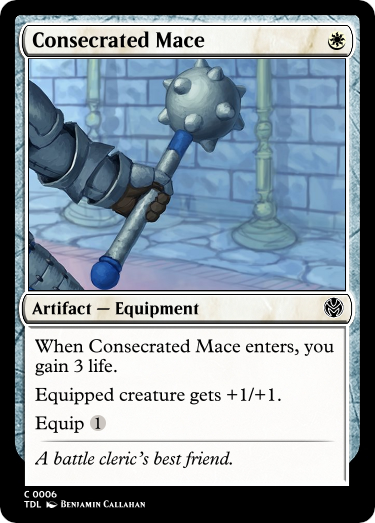 Consecrated Mace
Artifact — Equipment
When Consecrated Mace enters, you
gain 3 life.
Equipped creature gets +1/+1.
Equip 1
A battle cleric's best friend.
C 0006
TDL Benjamin Callahan